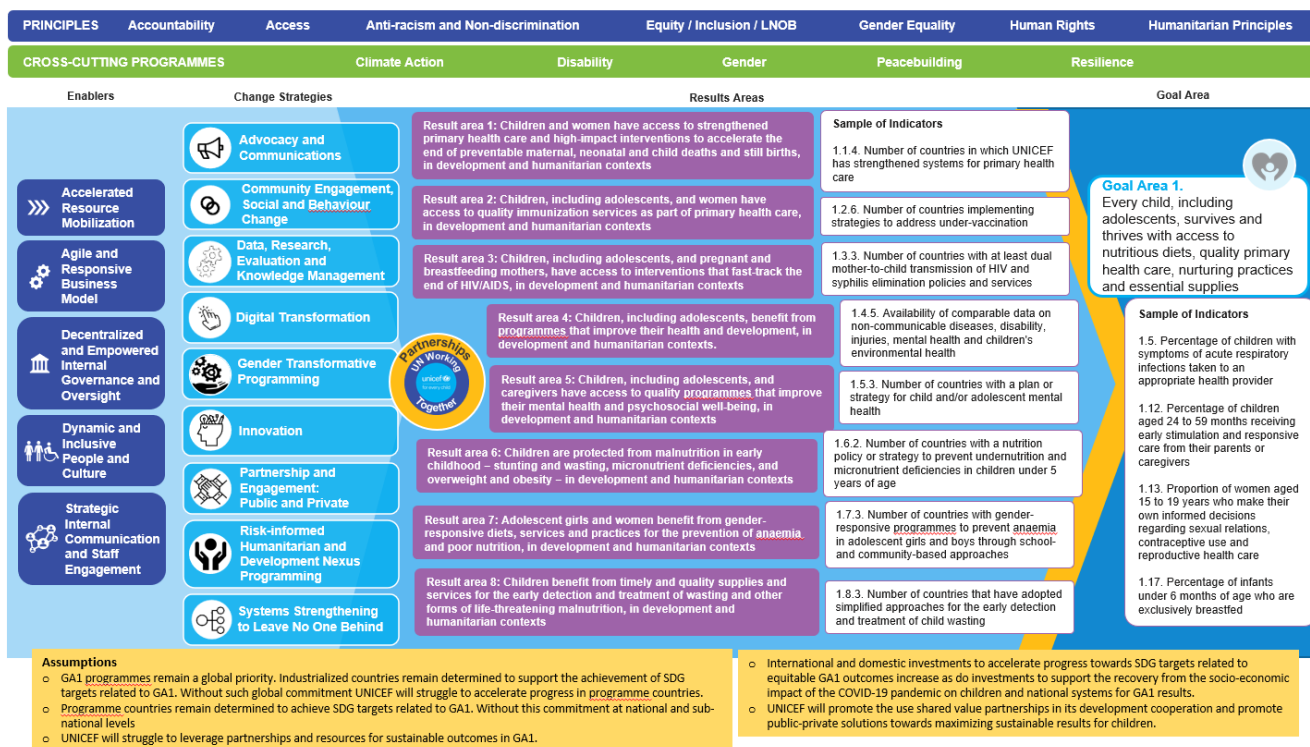 PRINCIPLES Accountability Access Anti-racism and Non-discrimination Equity / Inclusion / LNOB Gender Equality Human Rights Humanitarian Principles
CROSS-CUTTING PROGRAMMES Climate Action Disability Gender Peacebuilding Resilience
Enablers Change Strategies Results Areas Goal Area
Accelerated
Resource
Mobilization
Agile and
Responsive
Business
Model
Decentralized
and Empowered
Internal
Governance and
Oversight
Dynamic and
Inclusive
People and
Culture
Strategic
Internal
Communication
and Staff
Engagement
Advocacy and
Communications
Community Engagement,
Social and Behaviour
Change
Data, Research,
Evaluation and
Knowledge Management
Digital Transformation
Gender Transformative
Programming
Innovation
Partnership and
Engagement:
Public and Private
Risk-informed
Humanitarian and
Development Nexus
Programming
Systems Strengthening
to Leave No One Behind
Partnerships
UN Working
unicef
for every child
Together
Result area 1: Children and women have access to strengthened
primary health care and high-impact interventions to accelerate the
end of preventable maternal, neonatal and child deaths and still births,
in development and humanitarian contexts
Result area 2: Children, including adolescents, and women have
access to quality immunization services as part of primary health care,
in development and humanitarian contexts
Result area 3: Children, including adolescents, and pregnant and
breastfeeding mothers, have access to interventions that fast-track the
end of HIV/AIDS, in development and humanitarian contexts
Result area 4: Children, including adolescents, benefit from
programmes that improve their health and development, in
development and humanitarian contexts.
Result area 5: Children, including adolescents, and
caregivers have access to quality programmes that improve
their mental health and psychosocial well-being, in
development and humanitarian contexts
Result area 6: Children are protected from malnutrition in early
childhood – stunting and wasting, micronutrient deficiencies, and
overweight and obesity – in development and humanitarian contexts
Result area 7: Adolescent girls and women benefit from gender-
responsive diets, services and practices for the prevention of anaemia
and poor nutrition, in development and humanitarian contexts
Result area 8: Children benefit from timely and quality supplies and
services for the early detection and treatment of wasting and other
forms of life-threatening malnutrition, in development and
humanitarian contexts
Sample of Indicators
1.1.4. Number of countries in which UNICEF
has strengthened systems for primary health
care
1.2.6. Number of countries implementing
strategies to address under-vaccination
1.3.3. Number of countries with at least dual
mother-to-child transmission of HIV and
syphilis elimination policies and services
1.4.5. Availability of comparable data on
non-communicable diseases, disability,
injuries, mental health and children's
environmental health
1.5.3. Number of countries with a plan or
strategy for child and/or adolescent mental
health
1.6.2. Number of countries with a nutrition
policy or strategy to prevent undernutrition and
micronutrient deficiencies in children under 5
years of age
1.7.3. Number of countries with gender-
responsive programmes to prevent anaemia
in adolescent girls and boys through school-
and community-based approaches
1.8.3. Number of countries that have adopted
simplified approaches for the early detection
and treatment of child wasting
Goal Area 1.
Every child, including
adolescents, survives and
thrives with access to
nutritious diets, quality primary
health care, nurturing practices
and essential supplies
Sample of Indicators
1.5. Percentage of children with
symptoms of acute respiratory
infections taken to an
appropriate health provider
1.12. Percentage of children
aged 24 to 59 months receiving
early stimulation and responsive
care from their parents or
caregivers
1.13. Proportion of women aged
15 to 19 years who make their
own informed decisions
regarding sexual relations,
contraceptive use and
reproductive health care
1.17. Percentage of infants
under 6 months of age who are
exclusively breastfed
Assumptions
o GA1 programmes remain a global priority. Industrialized countries remain determined to support the achievement of SDG
targets related to GA1. Without such global commitment UNICEF will struggle to accelerate progress in programme countries.
o Programme countries remain determined to achieve SDG targets related to GA1. Without this commitment at national and sub-
national levels
o UNICEF will struggle to leverage partnerships and resources for sustainable outcomes in GA1.
o International and domestic investments to accelerate progress towards SDG targets related to
equitable GA1 outcomes increase as do investments to support the recovery from the socio-economic
impact of the COVID-19 pandemic on children and national systems for GA1 results.
o UNICEF will promote the use shared value partnerships in its development cooperation and promote
public-private solutions towards maximizing sustainable results for children.